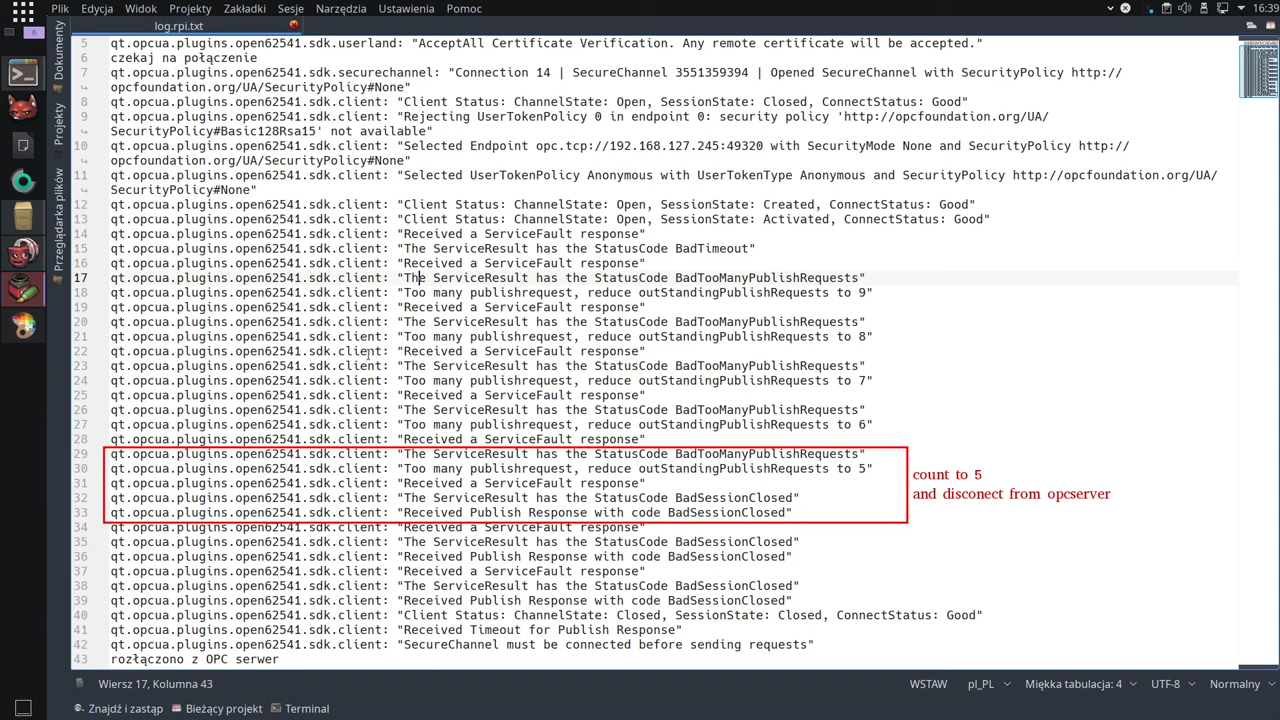 Plik Edycja Widok Projekty Zakładki Sesje Narzędzia Ustawienia Pomoc 16:39
log.rpi.txt
Dokumenty
Projekty
Przeglądarka plików
5 qt.opcua.plugins.open62541.sdk.userland: "AcceptAll Certificate Verification. Any remote certificate will be accepted."
6 czekaj na połączenie
7 qt.opcua.plugins.open62541.sdk.securechannel: "Connection 14 | SecureChannel 3551359394 | Opened SecureChannel with SecurityPolicy http://
opcfoundation.org/UA/SecurityPolicy#None"
8 qt.opcua.plugins.open62541.sdk.client: "Client Status: ChannelState: Open, SessionState: Closed, ConnectStatus: Good"
9 qt.opcua.plugins.open62541.sdk.client: "Rejecting UserTokenPolicy 0 in endpoint 0: security policy 'http://opcfoundation.org/UA/
SecurityPolicy#Basic128Rsa15' not available"
10 qt.opcua.plugins.open62541.sdk.client: "Selected Endpoint opc.tcp://192.168.127.245:49320 with SecurityMode None and SecurityPolicy http://
opcfoundation.org/UA/SecurityPolicy#None"
11 qt.opcua.plugins.open62541.sdk.client: "Selected UserTokenPolicy Anonymous with UserTokenType Anonymous and SecurityPolicy http://opcfoundation.org/UA/
SecurityPolicy#None"
12 qt.opcua.plugins.open62541.sdk.client: "Client Status: ChannelState: Open, SessionState: Created, ConnectStatus: Good"
13 qt.opcua.plugins.open62541.sdk.client: "Client Status: ChannelState: Open, SessionState: Activated, ConnectStatus: Good"
14 qt.opcua.plugins.open62541.sdk.client: "Received a ServiceFault response"
15 qt.opcua.plugins.open62541.sdk.client: "The ServiceResult has the StatusCode BadTimeout"
16 qt.opcua.plugins.open62541.sdk.client: "Received a ServiceFault response"
17 qt.opcua.plugins.open62541.sdk.client: "The ServiceResult has the StatusCode BadTooManyPublishRequests"
18 qt.opcua.plugins.open62541.sdk.client: "Too many publishrequest, reduce outStandingPublishRequests to 9"
19 qt.opcua.plugins.open62541.sdk.client: "Received a ServiceFault response"
20 qt.opcua.plugins.open62541.sdk.client: "The ServiceResult has the StatusCode BadTooManyPublishRequests"
21 qt.opcua.plugins.open62541.sdk.client: "Too many publishrequest, reduce outStandingPublishRequests to 8"
22 qt.opcua.plugins.open62541.sdk.client: "Received a ServiceFault response"
23 qt.opcua.plugins.open62541.sdk.client: "The ServiceResult has the StatusCode BadTooManyPublishRequests"
24 qt.opcua.plugins.open62541.sdk.client: "Too many publishrequest, reduce outStandingPublishRequests to 7"
25 qt.opcua.plugins.open62541.sdk.client: "Received a ServiceFault response"
26 qt.opcua.plugins.open62541.sdk.client: "The ServiceResult has the StatusCode BadTooManyPublishRequests"
27 qt.opcua.plugins.open62541.sdk.client: "Too many publishrequest, reduce outStandingPublishRequests to 6"
28 qt.opcua.plugins.open62541.sdk.client: "Received a ServiceFault response"
29 qt.opcua.plugins.open62541.sdk.client: "The ServiceResult has the StatusCode BadTooManyPublishRequests"
30 qt.opcua.plugins.open62541.sdk.client: "Too many publishrequest, reduce outStandingPublishRequests to 5"
31 qt.opcua.plugins.open62541.sdk.client: "Received a ServiceFault response"
32 qt.opcua.plugins.open62541.sdk.client: "The ServiceResult has the StatusCode BadSessionClosed"
33 qt.opcua.plugins.open62541.sdk.client: "Received Publish Response with code BadSessionClosed"
count to 5
and disconect from opcserver
34 qt.opcua.plugins.open62541.sdk.client: "Received a ServiceFault response"
35 qt.opcua.plugins.open62541.sdk.client: "The ServiceResult has the StatusCode BadSessionClosed"
36 qt.opcua.plugins.open62541.sdk.client: "Received Publish Response with code BadSessionClosed"
37 qt.opcua.plugins.open62541.sdk.client: "Received a ServiceFault response"
38 qt.opcua.plugins.open62541.sdk.client: "The ServiceResult has the StatusCode BadSessionClosed"
39 qt.opcua.plugins.open62541.sdk.client: "Received Publish Response with code BadSessionClosed"
40 qt.opcua.plugins.open62541.sdk.client: "Client Status: ChannelState: Closed, SessionState: Closed, ConnectStatus: Good"
41 qt.opcua.plugins.open62541.sdk.client: "Received Timeout for Publish Response"
42 qt.opcua.plugins.open62541.sdk.client: "SecureChannel must be connected before sending requests"
43 rozłączono z OPC serwer
Wiersz 17, Kolumna 43 WSTAW pl_PL Miękka tabulacja: 4 UTF-8 Normalny
Znajdź i zastąp Bieżący projekt Terminal